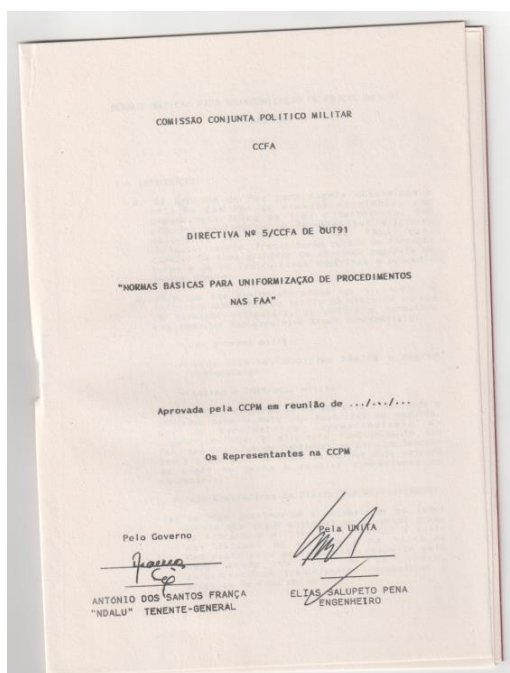 COMISSÃO CONJUNTA POLITICO MILITAR
CCFA
DIRECTIVA Nº 5/CCFA DE OUT91
"NORMAS BÁSICAS PARA UNIFORMIZAÇÃO DE PROCEDIMENTOS
NAS FAA"
Aprovada pela CCPM em reunião de .../.../...
Os Representantes na CCPM
Pelo Governo
Pela UNITA
ANTÓNIO DOS SANTOS FRANÇA
"NDALU" TENENTE-GENERAL
ELIAS SALUPETO PENA
ENGENHEIRO